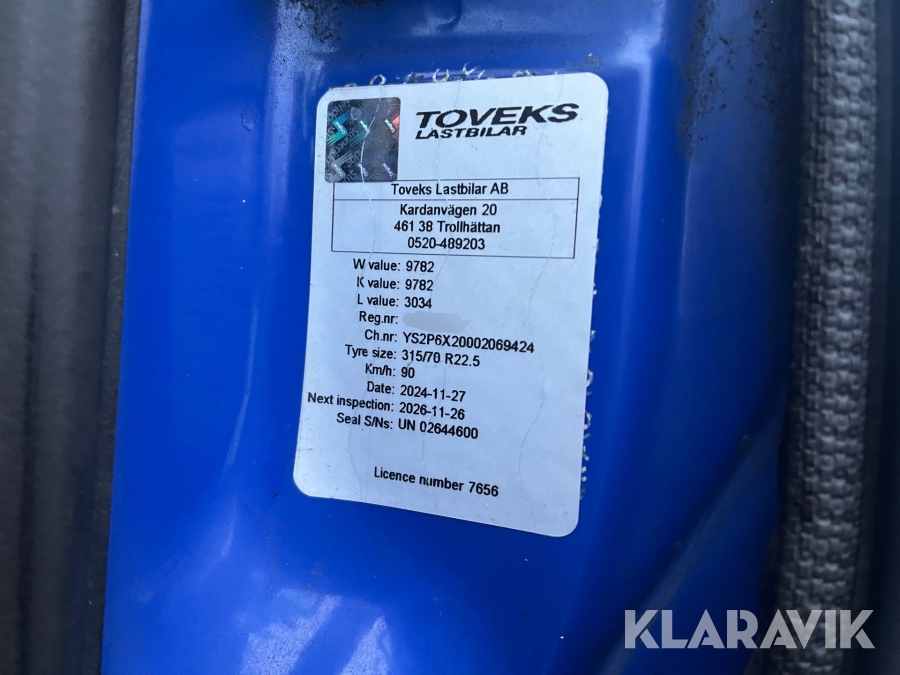 TOVEKS
LASTBILAR
Toveks Lastbilar AB
Kardanvägen 20
461 38 Trollhättan
0520-489203
W value: 9782
K value: 9782
L value: 3034
Reg.nr:
Ch.nr: YS2P6X20002069424
Tyre size: 315/70 R22.5
Km/h: 90
Date: 2024-11-27
Next inspection: 2026-11-26
Seal S/Ns: UN 02644600
Licence number 7656
KLARAVIK